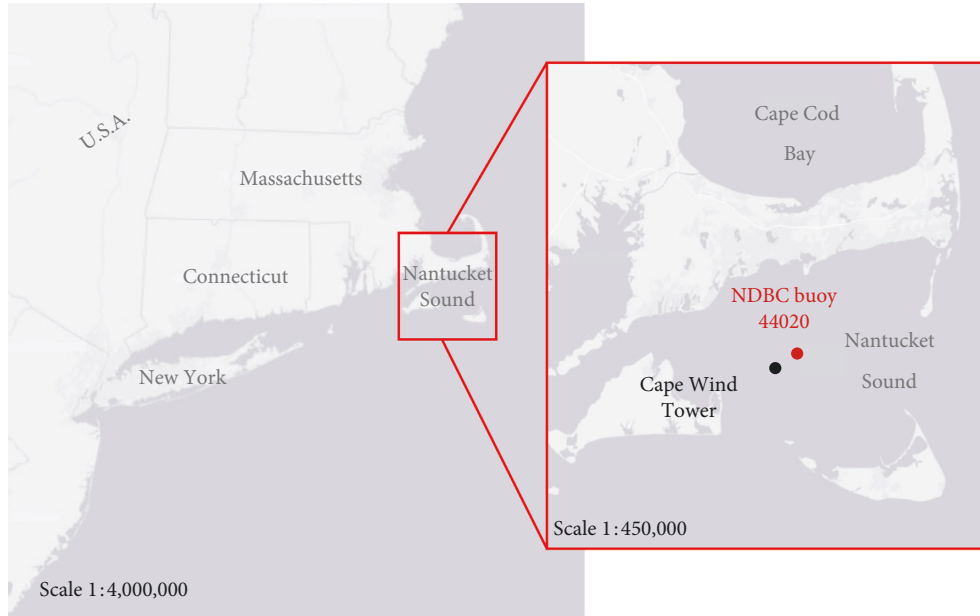 U.S.A.
Massachusetts
Connecticut
Nantucket
Sound
New York
Scale 1:4,000,000
Cape Cod
Bay
NDBC buoy
44020
Nantucket
Sound
Cape Wind
Tower
Scale 1:450,000